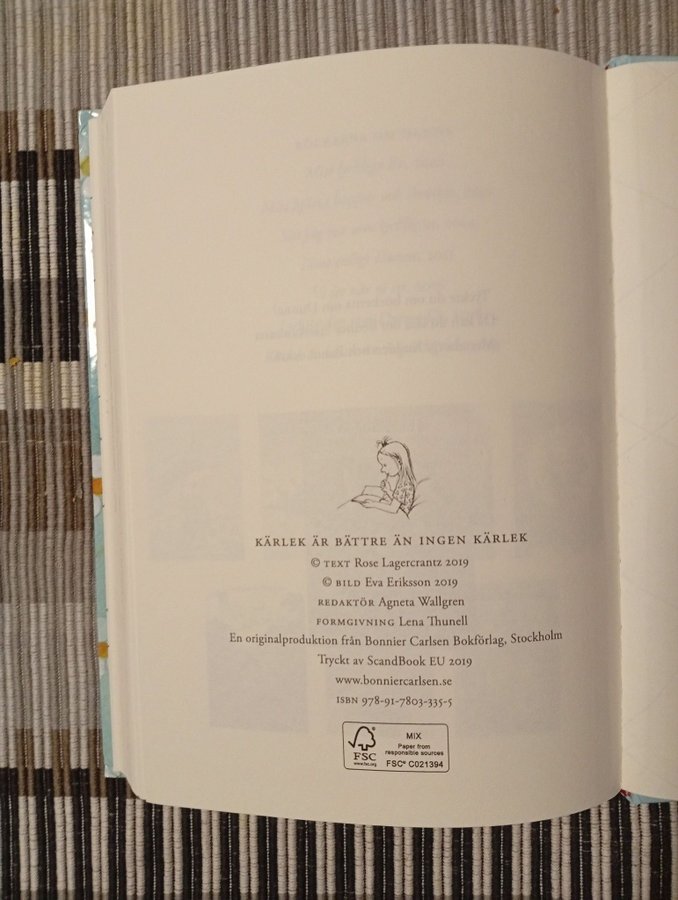 KÄRLEK ÄR BÄTTRE ÄN INGEN KÄRLEK
© TEXT Rose Lagercrantz 2019
© BILD Eva Eriksson 2019
REDAKTÖR Agneta Wallgren
FORMGIVNING Lena Thunell
En originalproduktion från Bonnier Carlsen Bokförlag, Stockholm
Tryckt av ScandBook EU 2019
www.bonniercarlsen.se
ISBN 978-91-7803-335-5
FSC
www.fsc.org
MIX
Paper from
responsible sources
FSC® C021394